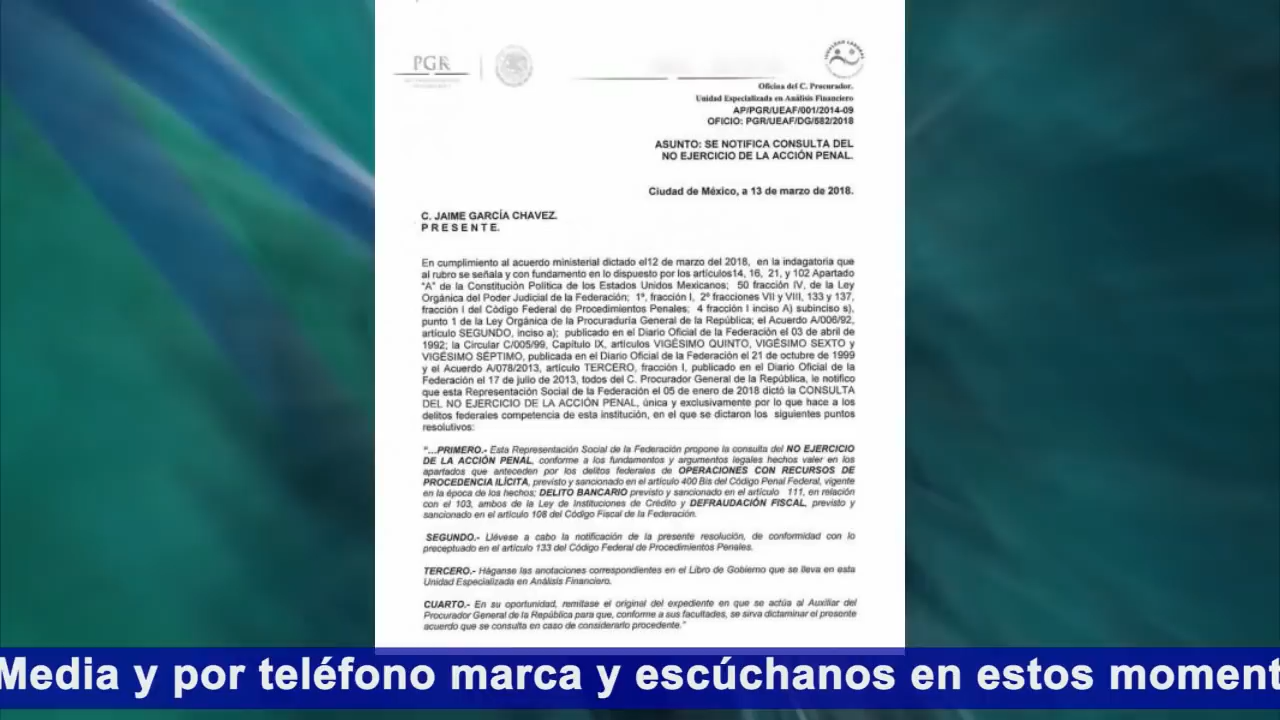 PGR
Oficina del C. Procurador.
Unidad Especializada en Análisis Financiero
AP/PGR/UEAF/001/2014-09
OFICIO: PGR/UEAF/DG/582/2018
ASUNTO: SE NOTIFICA CONSULTA DEL
NO EJERCICIO DE LA ACCIÓN PENAL.
Ciudad de México, a 13 de marzo de 2018.
C. JAIME GARCÍA CHAVEZ.
P R E S E N T E.
En cumplimiento al acuerdo ministerial dictado el12 de marzo del 2018, en la indagatoria que
al rubro se señala y con fundamento en lo dispuesto por los artículos14, 16, 21, y 102 Apartado
"A" de la Constitución Política de los Estados Unidos Mexicanos; 50 fracción IV, de la Ley
Orgánica del Poder Judicial de la Federación; 1º, fracción I, 2º fracciones VII y VIII, 133 y 137,
fracción I del Código Federal de Procedimientos Penales; 4 fracción I inciso A) subinciso s),
punto 1 de la Ley Orgánica de la Procuraduría General de la República; el Acuerdo A/006/92,
artículo SEGUNDO, inciso a); publicado en el Diario Oficial de la Federación el 03 de abril de
1992; la Circular C/005/99, Capítulo IX, artículos VIGÉSIMO QUINTO, VIGÉSIMO SEXTO y
VIGÉSIMO SÉPTIMO, publicada en el Diario Oficial de la Federación el 21 de octubre de 1999
y el Acuerdo A/078/2013, artículo TERCERO, fracción I, publicado en el Diario Oficial de la
Federación el 17 de julio de 2013, todos del C. Procurador General de la República, le notifico
que esta Representación Social de la Federación el 05 de enero de 2018 dictó la CONSULTA
DEL NO EJERCICIO DE LA ACCIÓN PENAL, única y exclusivamente por lo que hace a los
delitos federales competencia de esta institución, en el que se dictaron los siguientes puntos
resolutivos:
"...PRIMERO.- Esta Representación Social de la Federación propone la consulta del NO EJERCICIO
DE LA ACCIÓN PENAL, conforme a los fundamentos y argumentos legales hechos valer en los
apartados que anteceden por los delitos federales de OPERACIONES CON RECURSOS DE
PROCEDENCIA ILÍCITA, previsto y sancionado en el artículo 400 Bis del Código Penal Federal, vigente
en la época de los hechos; DELITO BANCARIO previsto y sancionado en el artículo 111, en relación
con el 103, ambos de la Ley de Instituciones de Crédito y DEFRAUDACIÓN FISCAL, previsto y
sancionado en el artículo 108 del Código Fiscal de la Federación.
SEGUNDO.- Llévese a cabo la notificación de la presente resolución, de conformidad con lo
preceptuado en el artículo 133 del Código Federal de Procedimientos Penales.
TERCERO.- Háganse las anotaciones correspondientes en el Libro de Gobierno que se lleva en esta
Unidad Especializada en Análisis Financiero.
CUARTO.- En su oportunidad, remítase el original del expediente en que se actúa al Auxiliar del
Procurador General de la República para que, conforme a sus facultades, se sirva dictaminar el presente
acuerdo que se consulta en caso de considerarlo procedente."
Media y por teléfono marca y escúchanos en estos moment